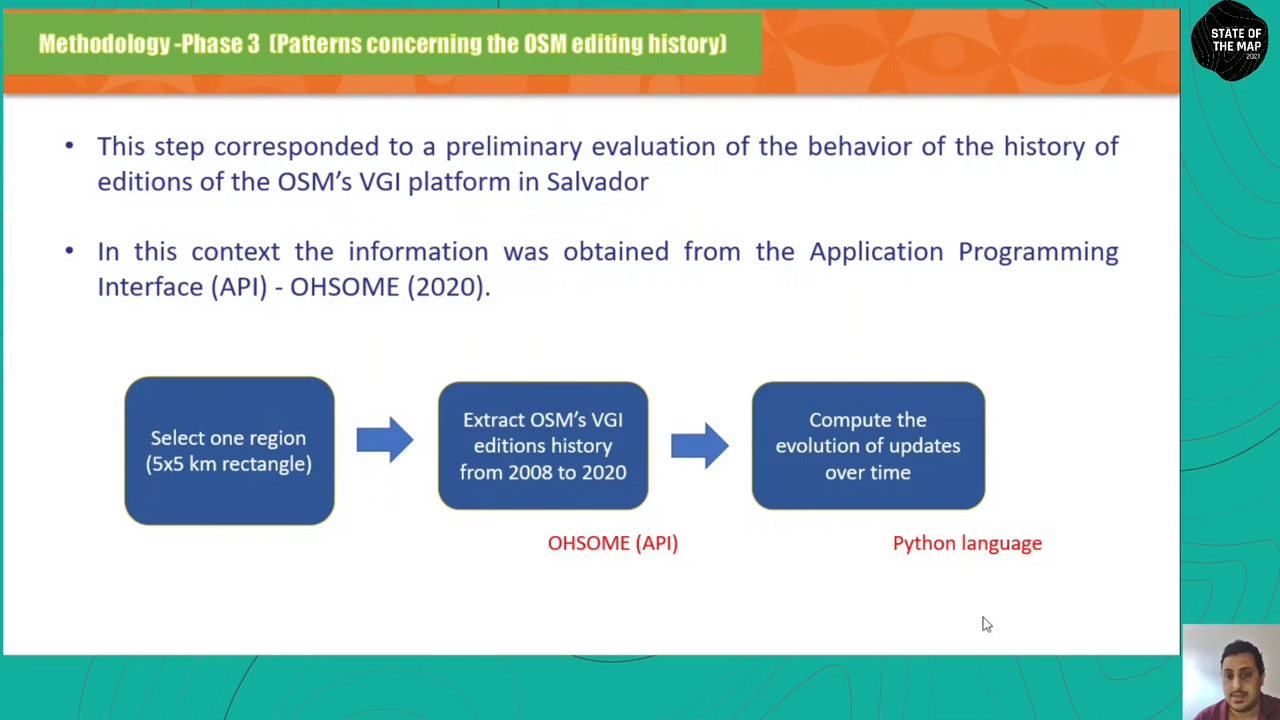 Methodology -Phase 3 (Patterns concerning the OSM editing history)
STATE OF
THE MAP
2021
• This step corresponded to a preliminary evaluation of the behavior of the history of
editions of the OSM's VGI platform in Salvador
• In this context the information was obtained from the Application Programming
Interface (API) - OHSOME (2020).
Select one region
(5x5 km rectangle)
Extract OSM's VGI
editions history
from 2008 to 2020
Compute the
evolution of updates
over time
OHSOME (API)
Python language